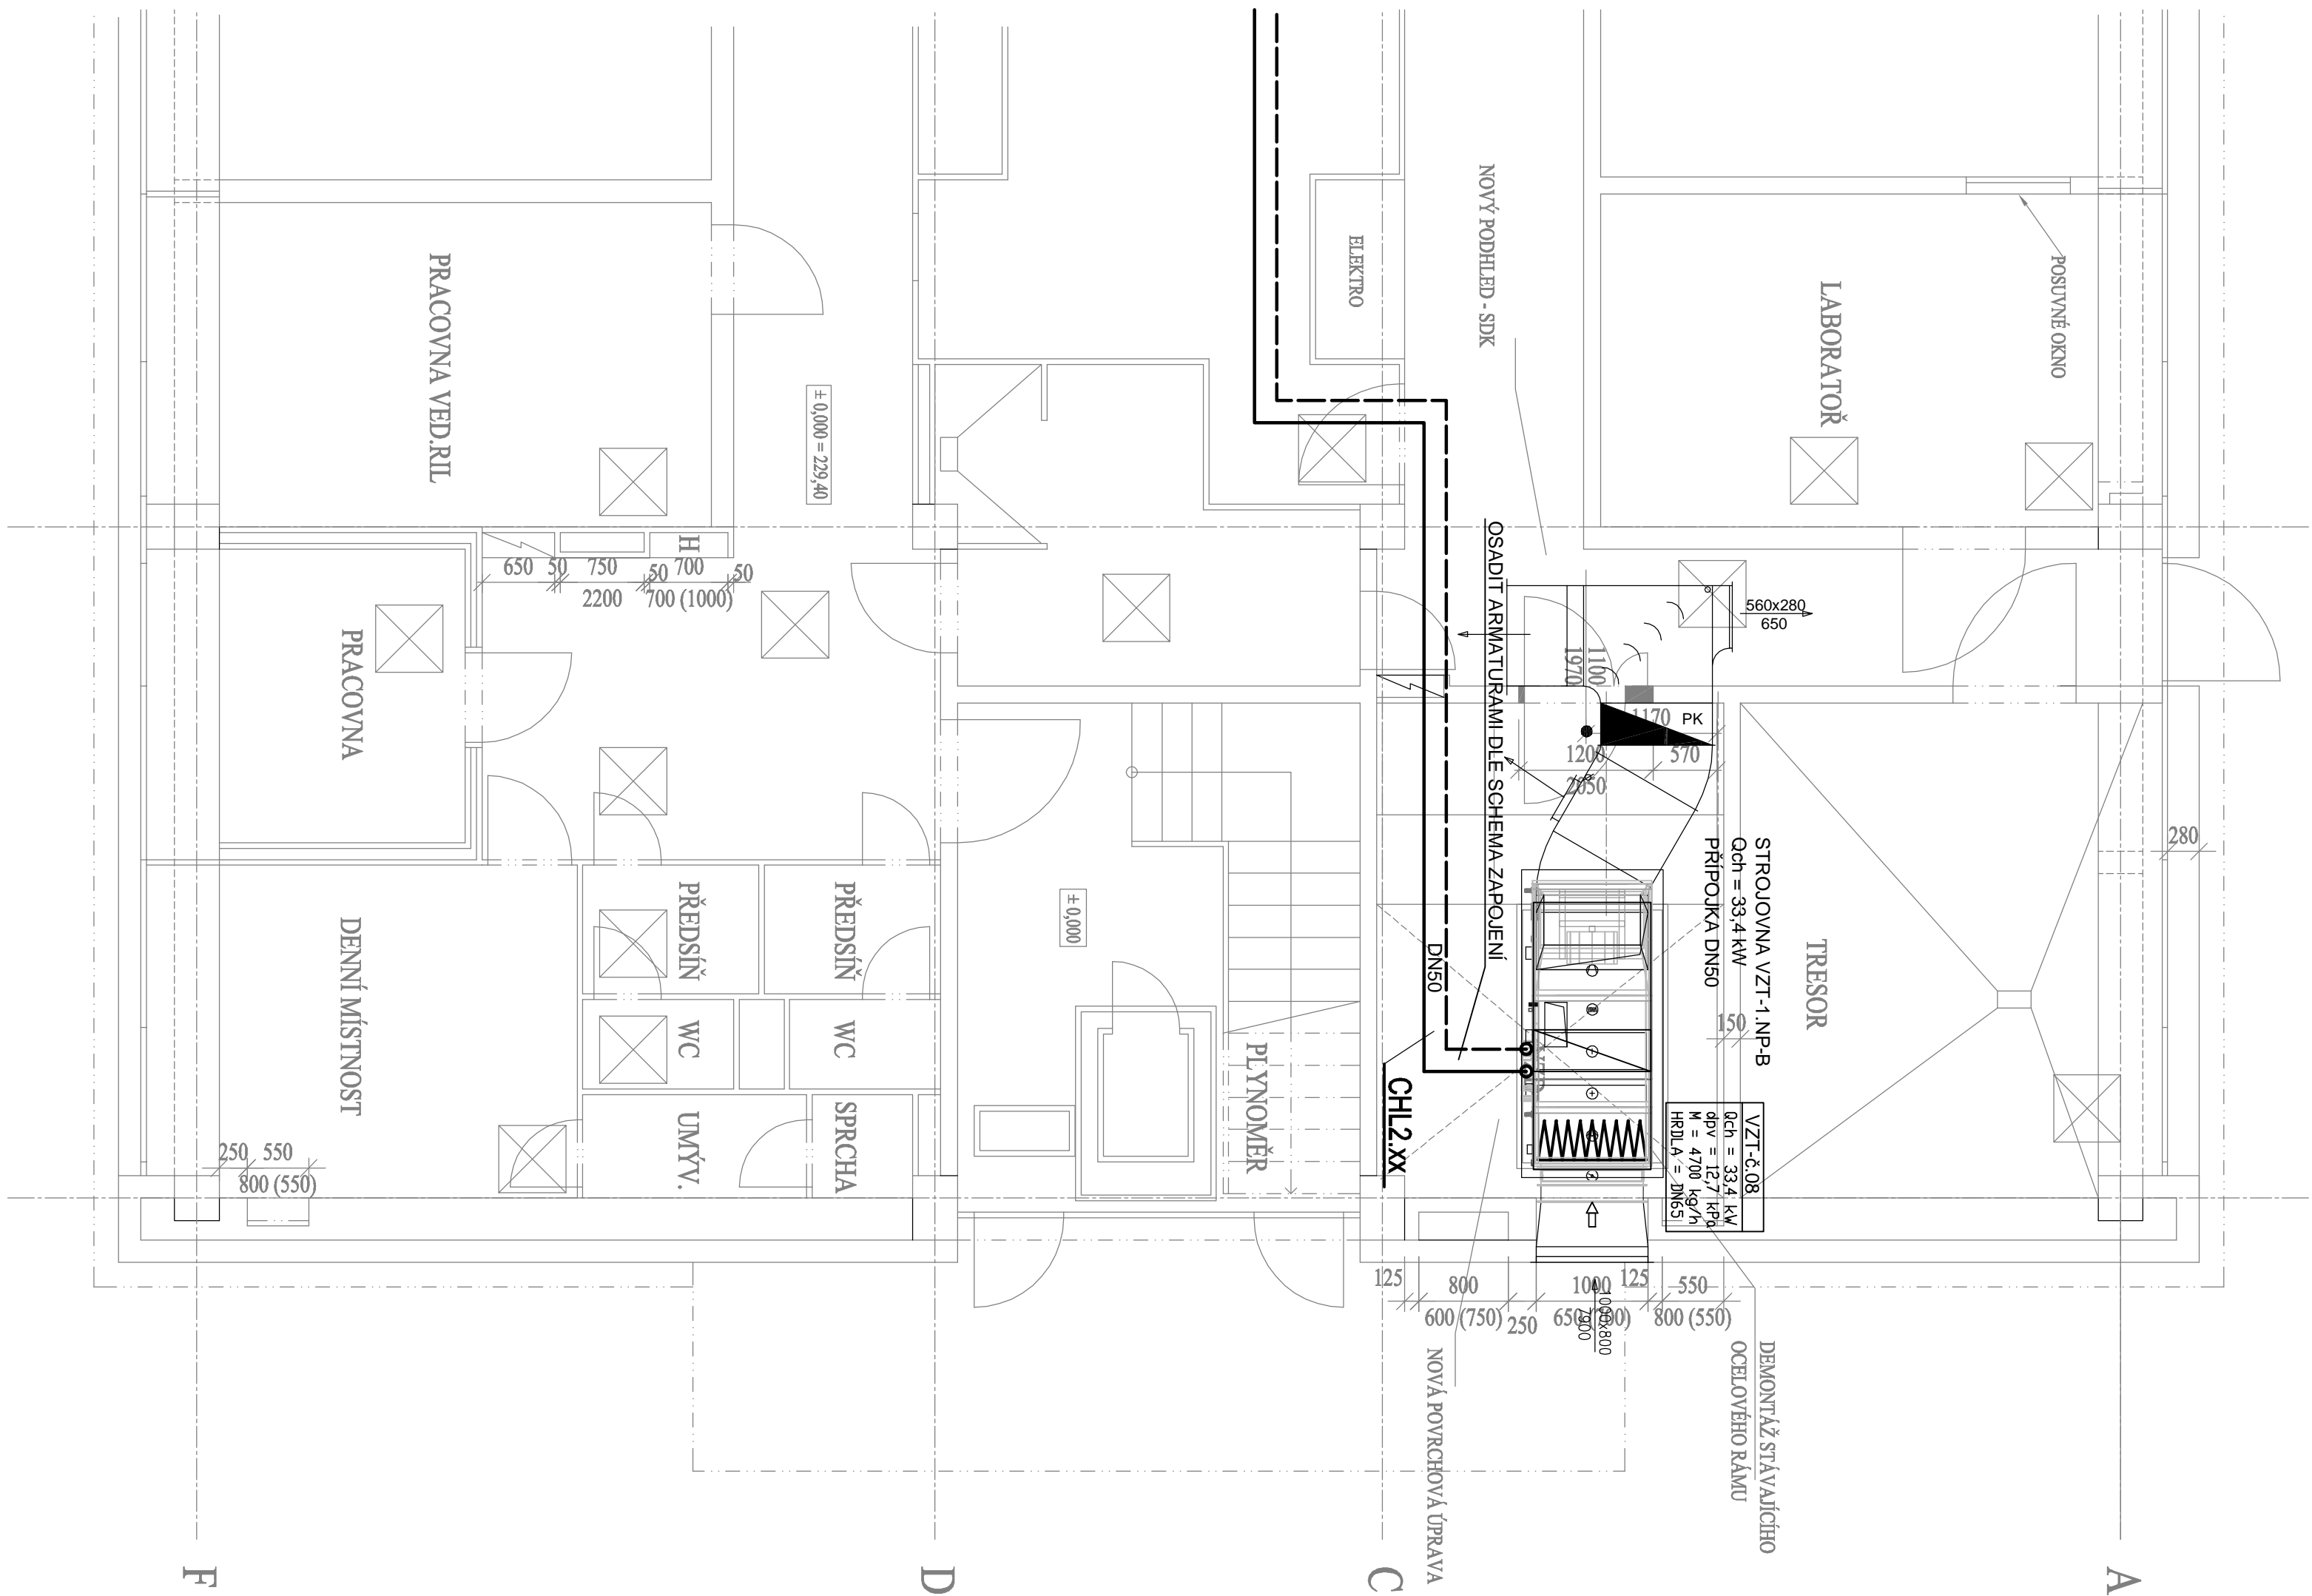 PRACOVNA VED.RIL
± 0,000 = 229,40
ELEKTRO
NOVÝ PODHLED - SDK
LABORATOŘ
POSUVNÉ OKNO
H
650
50
750
50
700
50
2200
700 (1000)
PRACOVNA
OSADIT ARMATURAMI DLE SCHEMA ZAPOJENÍ
560x280
650
1100
1970
1170
PK
1200
570
2050
280
STROJOVNA VZT-1.NP-B
Qch = 33,4 kW
PŘÍPOJKA DN50
TRESOR
150
DENNÍ MÍSTNOST
PŘEDSÍŇ
PŘEDSÍŇ
± 0,000
DN50
WC
WC
PLYNOMĚR
UMÝV.
SPRCHA
CHL2.XX
VZT-č.08
Qch = 33,4 kW
dpv = 12,7 kPa
M = 4700 kg/h
HRDLA = DN65
250
550
800 (550)
125
800
1000
125
550
600 (750)
250
800 (550)
1000x800
7900
NOVÁ POVRCHOVÁ ÚPRAVA
DEMONTÁŽ STÁVAJÍCÍHO
OCELOVÉHO RÁMU
F
D
C
A